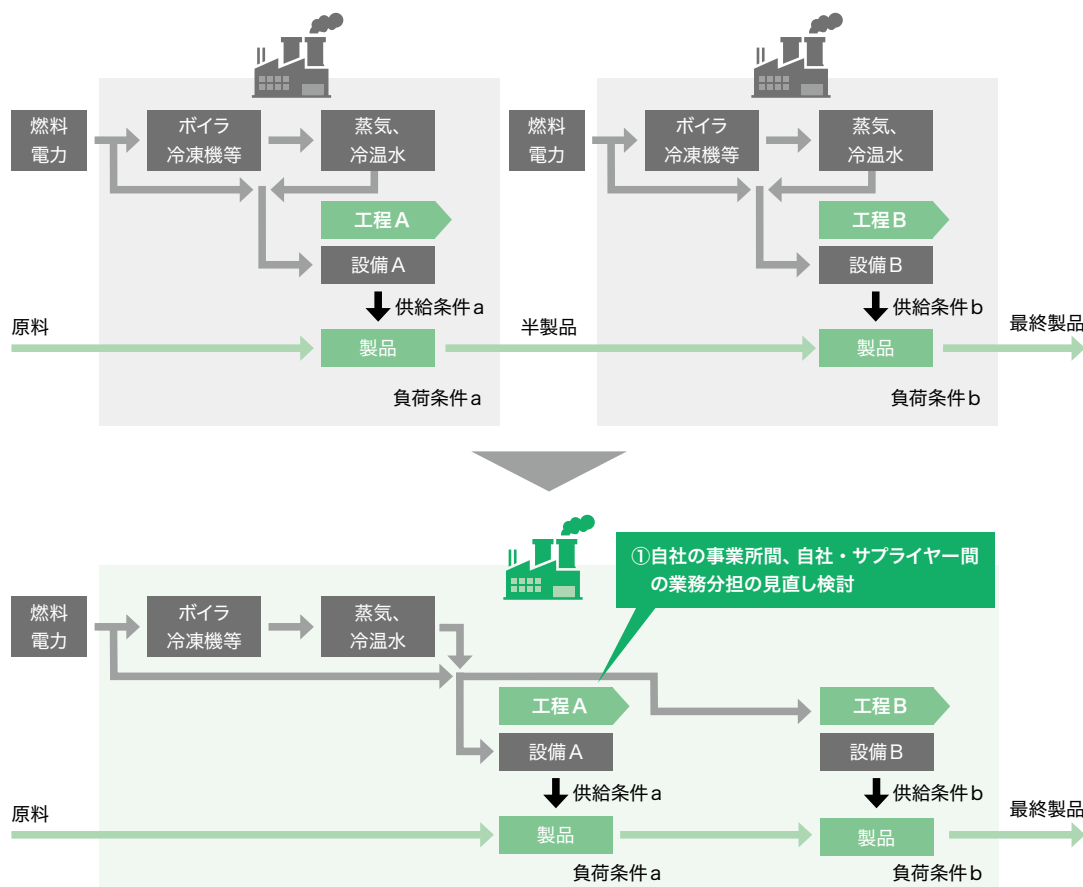 燃料
電力
ボイラ
冷凍機等
蒸気、
冷温水
工程A
設備A
供給条件a
原料
製品
負荷条件a
燃料
電力
ボイラ
冷凍機等
蒸気、
冷温水
工程B
設備B
供給条件b
半製品
製品
最終製品
負荷条件b
①自社の事業所間、自社・サプライヤー間
の業務分担の見直し検討
燃料
電力
ボイラ
冷凍機等
蒸気、
冷温水
工程A
工程B
設備A
設備B
供給条件a
供給条件b
原料
製品
製品
最終製品
負荷条件a
負荷条件b